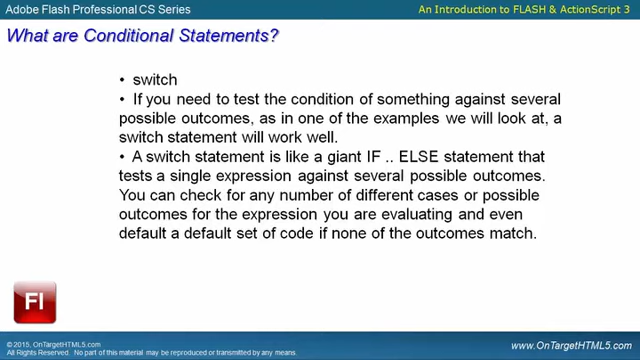 Adobe Flash Professional CS Series
An Introduction to FLASH & ActionScript 3
What are Conditional Statements?
• switch
• If you need to test the condition of something against several
possible outcomes, as in one of the examples we will look at, a
switch statement will work well.
• A switch statement is like a giant IF .. ELSE statement that
tests a single expression against several possible outcomes.
You can check for any number of different cases or possible
outcomes for the expression you are evaluating and even
default a default set of code if none of the outcomes match.
Fl
© 2015, OnTargetHTML5.com
All Rights Reserved. No part of this material may be reproduced or transmitted by any means.
www.OnTargetHTML5.com